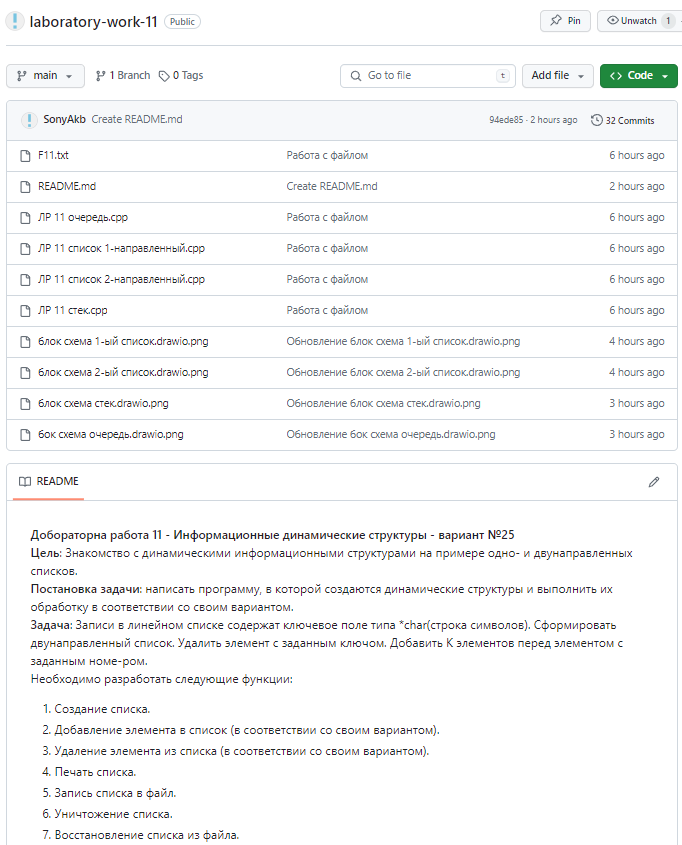 laboratory-work-11 Public Pin Unwatch 1
main 1 Branch 0 Tags Go to file t Add file Code
SonyAkb Create README.md 94ede85 · 2 hours ago 32 Commits
F11.txt Работа с файлом 6 hours ago
README.md Create README.md 2 hours ago
ЛР 11 очередь.cpp Работа с файлом 6 hours ago
ЛР 11 список 1-направленный.cpp Работа с файлом 6 hours ago
ЛР 11 список 2-направленный.cpp Работа с файлом 6 hours ago
ЛР 11 стек.cpp Работа с файлом 6 hours ago
блок схема 1-ый список.drawio.png Обновление блок схема 1-ый список.drawio.png 4 hours ago
блок схема 2-ый список.drawio.png Обновление блок схема 2-ый список.drawio.png 4 hours ago
блок схема стек.drawio.png Обновление блок схема стек.drawio.png 3 hours ago
бок схема очередь.drawio.png Обновление бок схема очередь.drawio.png 3 hours ago
README
Добораторна работа 11 - Информационные динамические структуры - вариант №25
Цель: Знакомство с динамическими информационными структурами на примере одно- и двунаправленных
списков.
Постановка задачи: написать программу, в которой создаются динамические структуры и выполнить их
обработку в соответствии со своим вариантом.
Задача: Записи в линейном списке содержат ключевое поле типа *char(строка символов). Сформировать
двунаправленный список. Удалить элемент с заданным ключом. Добавить К элементов перед элементом с
заданным номе-ром.
Необходимо разработать следующие функции:
1. Создание списка.
2. Добавление элемента в список (в соответствии со своим вариантом).
3. Удаление элемента из списка (в соответствии со своим вариантом).
4. Печать списка.
5. Запись списка в файл.
6. Уничтожение списка.
7. Восстановление списка из файла.